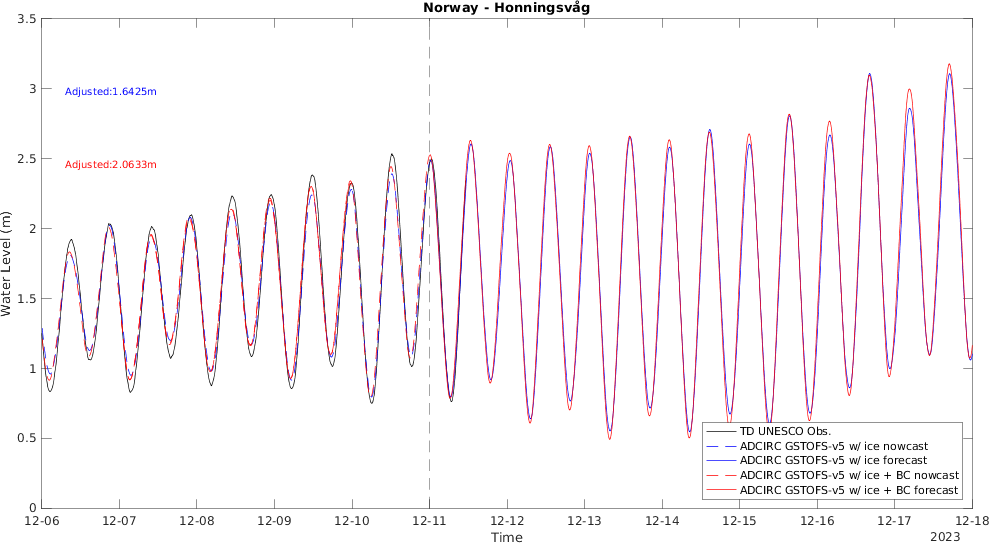 Norway - Honningsvåg
3.5
3
2.5
2
1.5
1
0.5
0
Water Level (m)
Adjusted:1.6425m
Adjusted:2.0633m
TD UNESCO Obs.
ADCIRC GSTOFS-v5 w/ ice nowcast
ADCIRC GSTOFS-v5 w/ ice forecast
ADCIRC GSTOFS-v5 w/ ice + BC nowcast
ADCIRC GSTOFS-v5 w/ ice + BC forecast
12-06 12-07 12-08 12-09 12-10 12-11 12-12 12-13 12-14 12-15 12-16 12-17 12-18
Time
2023